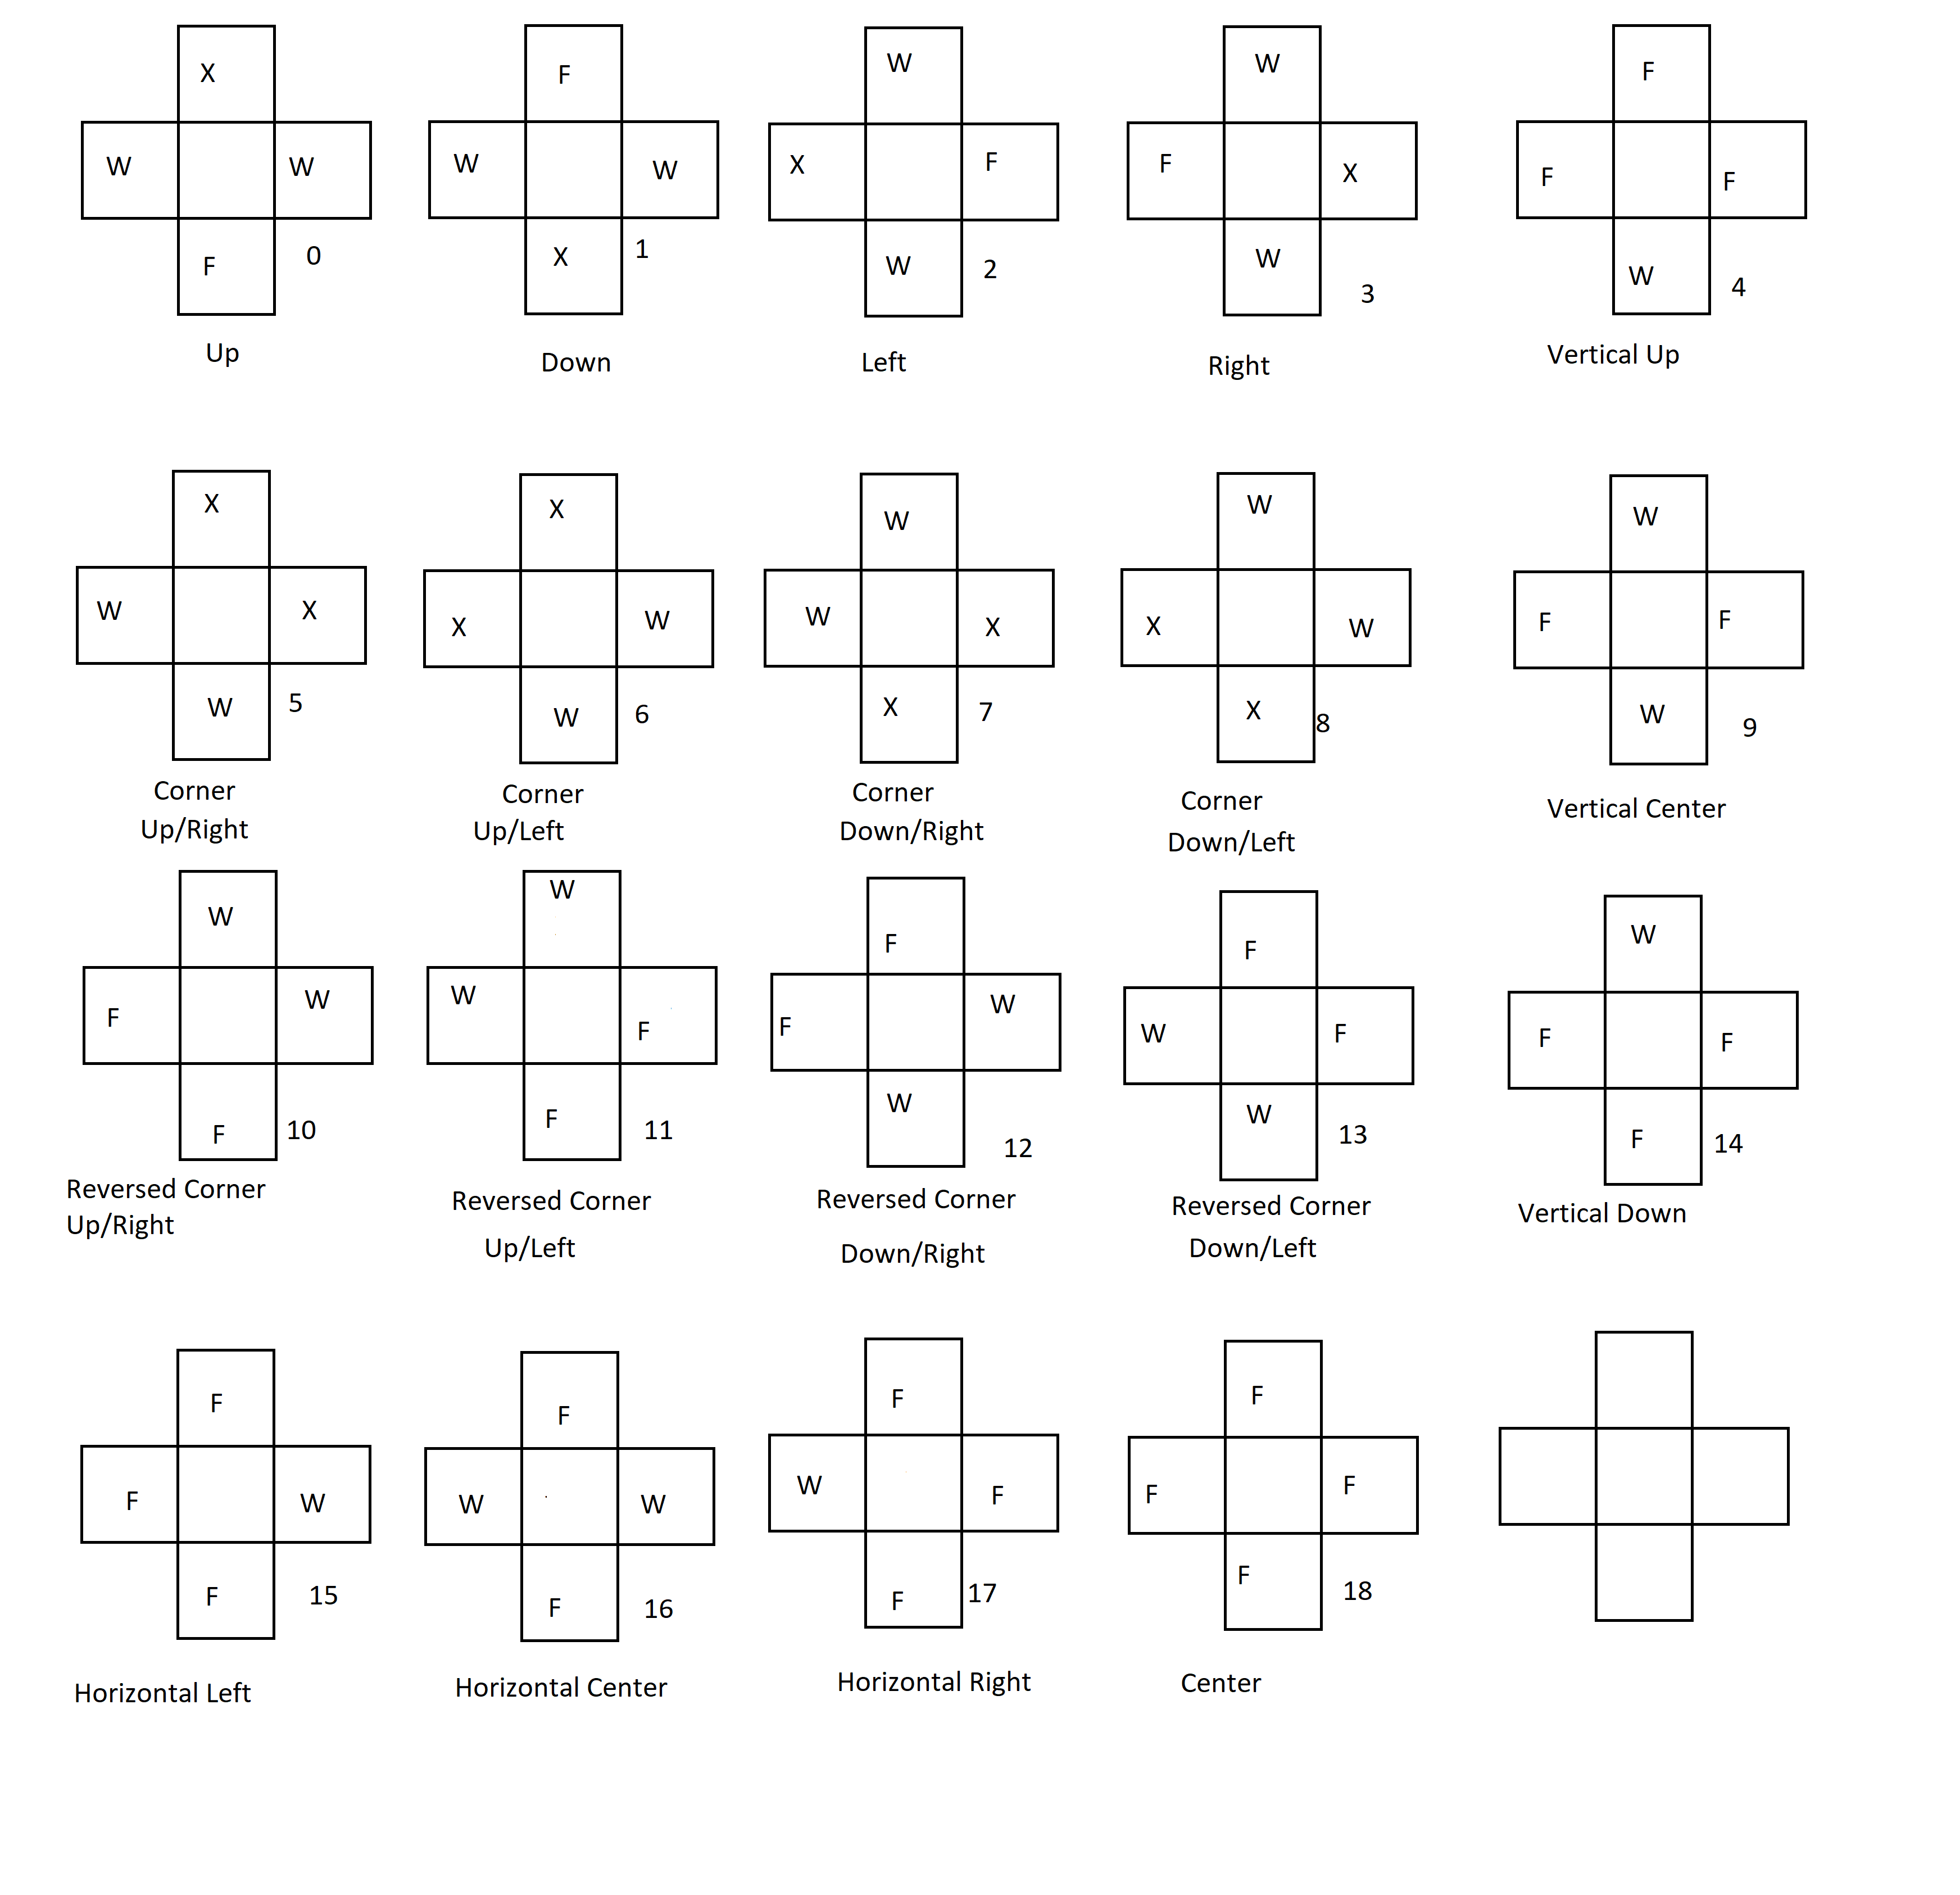 X
W W
F 0
Up
F
W W
X 1
Down
W
X F
W 2
Left
W
F X
W 3
Right
F
F F
W 4
Vertical Up
X
W X
W 5
Corner
Up/Right
X
X W
W 6
Corner
Up/Left
W
W X
X 7
Corner
Down/Right
W
X W
X 8
Corner
Down/Left
W
F F
W 9
Vertical Center
W
F W
F 10
Reversed Corner
Up/Right
W
W F
F 11
Reversed Corner
Up/Left
F
F W
W 12
Reversed Corner
Down/Right
F
W F
W 13
Reversed Corner
Down/Left
W
F F
F 14
Vertical Down
F
F W
F 15
Horizontal Left
F
W W
F 16
Horizontal Center
F
W F
F 17
Horizontal Right
F
F F
F 18
Center